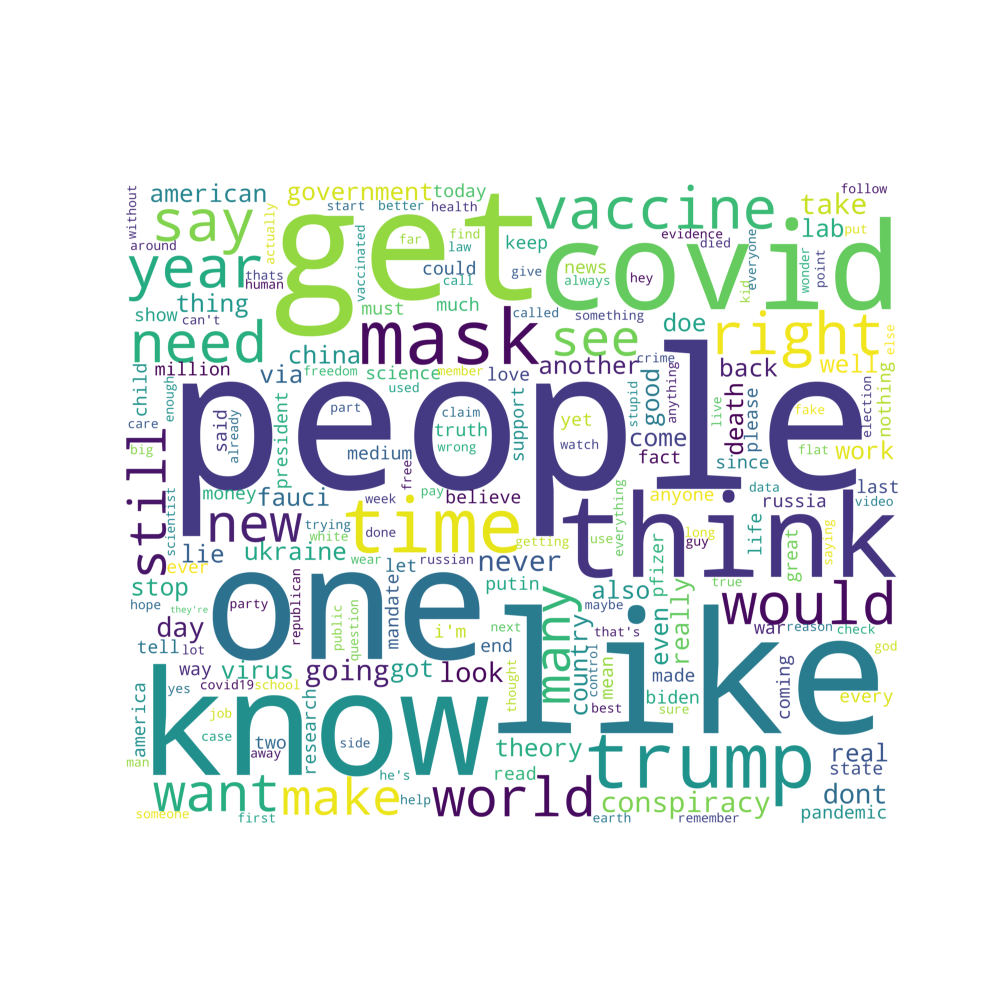 without
american
government
today
follow
start
better
health
vaccine
take
say
actually
get
far
find
law
keep
evidence
died
lab
put
around
year
thats
human
vaccinated
could
call
give
news
always
hey
covid
kid
everyone
wonder
point
show
thing
can't
must
much
called
something
doe
right
else
need
china
mask
see
million
via
freedom
science
member
love
another
crime
back
well
child
enough
used
stupid
anything
live
nothing
care
said
already
president
part
claim
truth
wrong
support
yet
watch
good
come
fact
death
please
fake
election
big
people
medium
free
since
flat
work
still
scientist
money
fauci
week
pay
believe
anyone
data
russia
last
video
new
trying
white
time
done
getting
think
use
everything
long
guy
life
great
saying
lie
ever
ukraine
wear
let
russian
never
pfizer
true
stop
hope
they're
party
republican
one
mandate
putin
also
even
really
would
day
public
question
i'm
next
many
maybe
that's
war
reason
check
tell
lot
end
country
control
mean
made
god
way
virus
going
got
look
thought
like
biden
coming
every
america
yes
covid19
school
know
best
sure
man
job
case
two
away
research
side
theory
trump
real
state
he's
read
want
make
help
world
conspiracy
dont
someone
first
earth
remember
pandemic